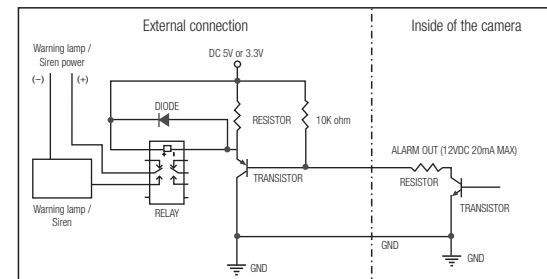 External connection
Inside of the camera
Warning lamp /
Siren power
(−)
(+)
DC 5V or 3.3V
DIODE
RESISTOR
10K ohm
ALARM OUT (12VDC 20mA MAX)
RESISTOR
TRANSISTOR
TRANSISTOR
Warning lamp /
Siren
RELAY
GND
GND
GND